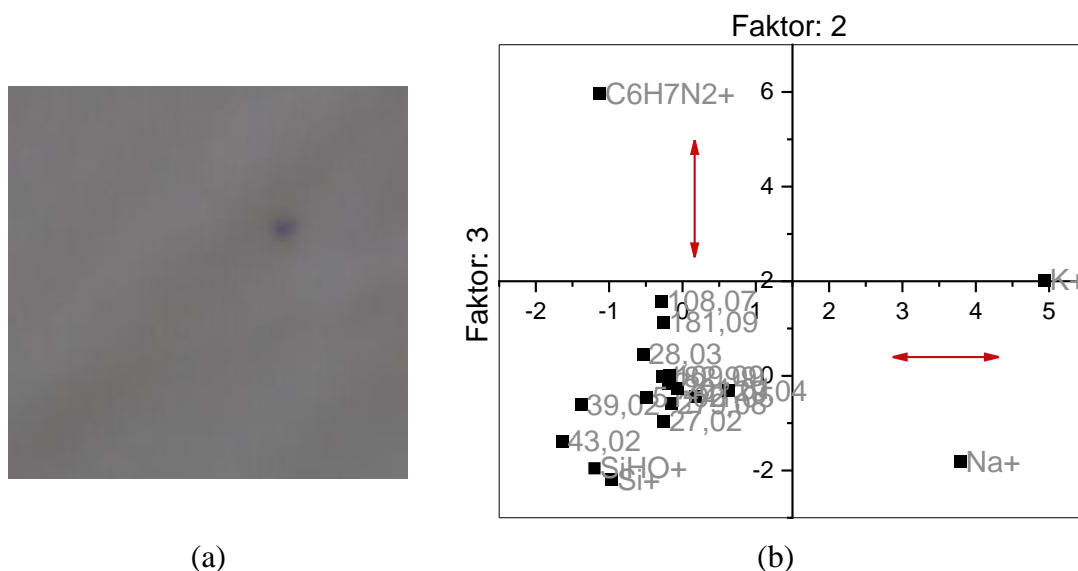 Faktor: 2
Faktor: 3
6
4
2
0
-2
-2
-1
0
1
2
3
4
5
C6H7N2+
K+
108,07
181,09
28,03
39,02
27,02
43,02
SiHO+
Si+
Na+
(a)
(b)